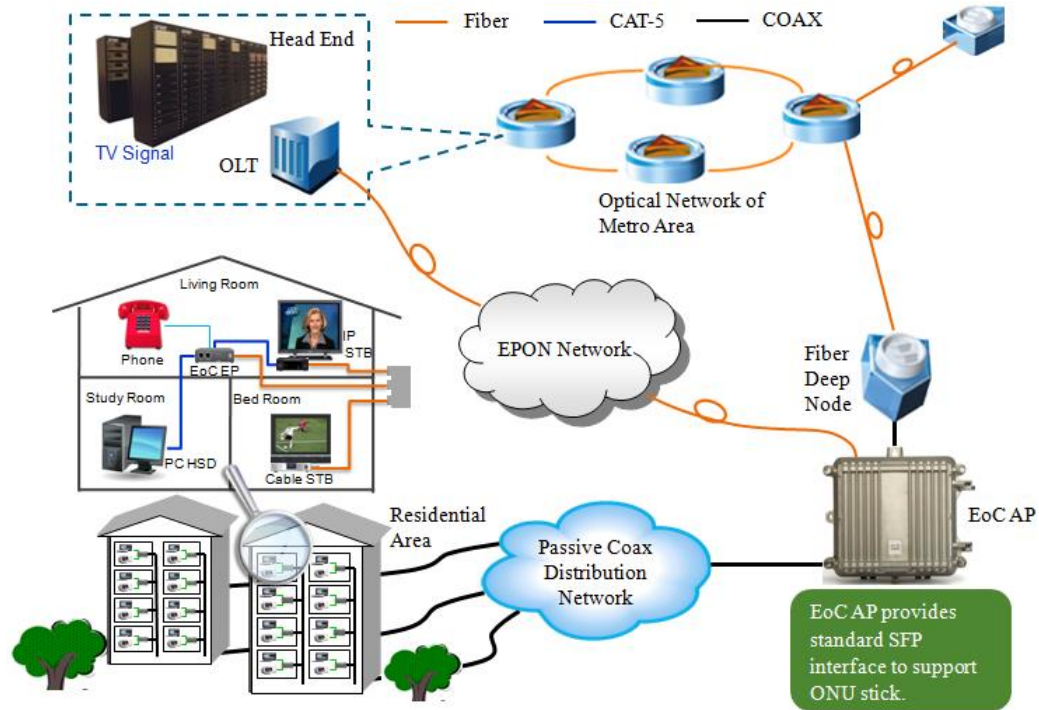 Fiber
CAT-5
COAX
Head End
TV Signal
OLT
Optical Network of
Metro Area
Living Room
Phone
EoC EP
IP
STB
Study Room
Bed Room
PC HSD
Cable STB
EPON Network
Fiber
Deep
Node
EoC AP
Residential
Area
Passive Coax
Distribution
Network
EoC AP provides
standard SFP
interface to support
ONU stick.